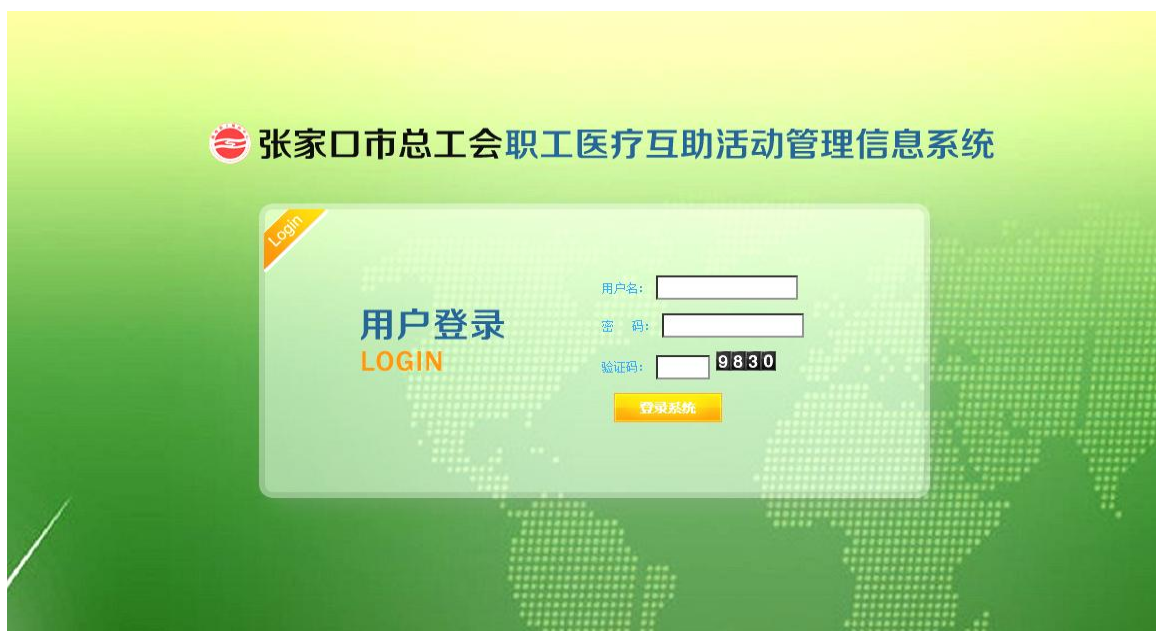 张家口市总工会职工医疗互助活动管理信息系统
Login
用户登录
LOGIN
用户名：
密 码：
验证码： 9830
登录系统